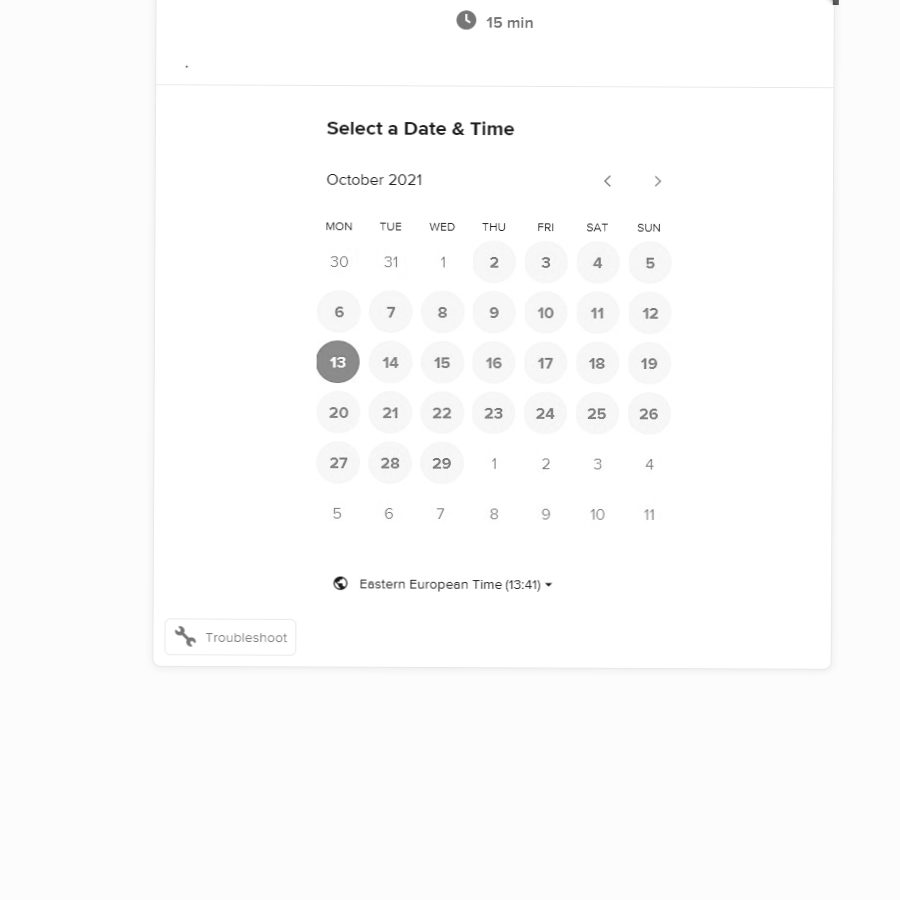 15 min
.
Select a Date & Time
October 2021
MON TUE WED THU FRI SAT SUN
30 31 1 2 3 4 5
6 7 8 9 10 11 12
13 14 15 16 17 18 19
20 21 22 23 24 25 26
27 28 29 1 2 3 4
5 6 7 8 9 10 11
Eastern European Time (13:41)
Troubleshoot